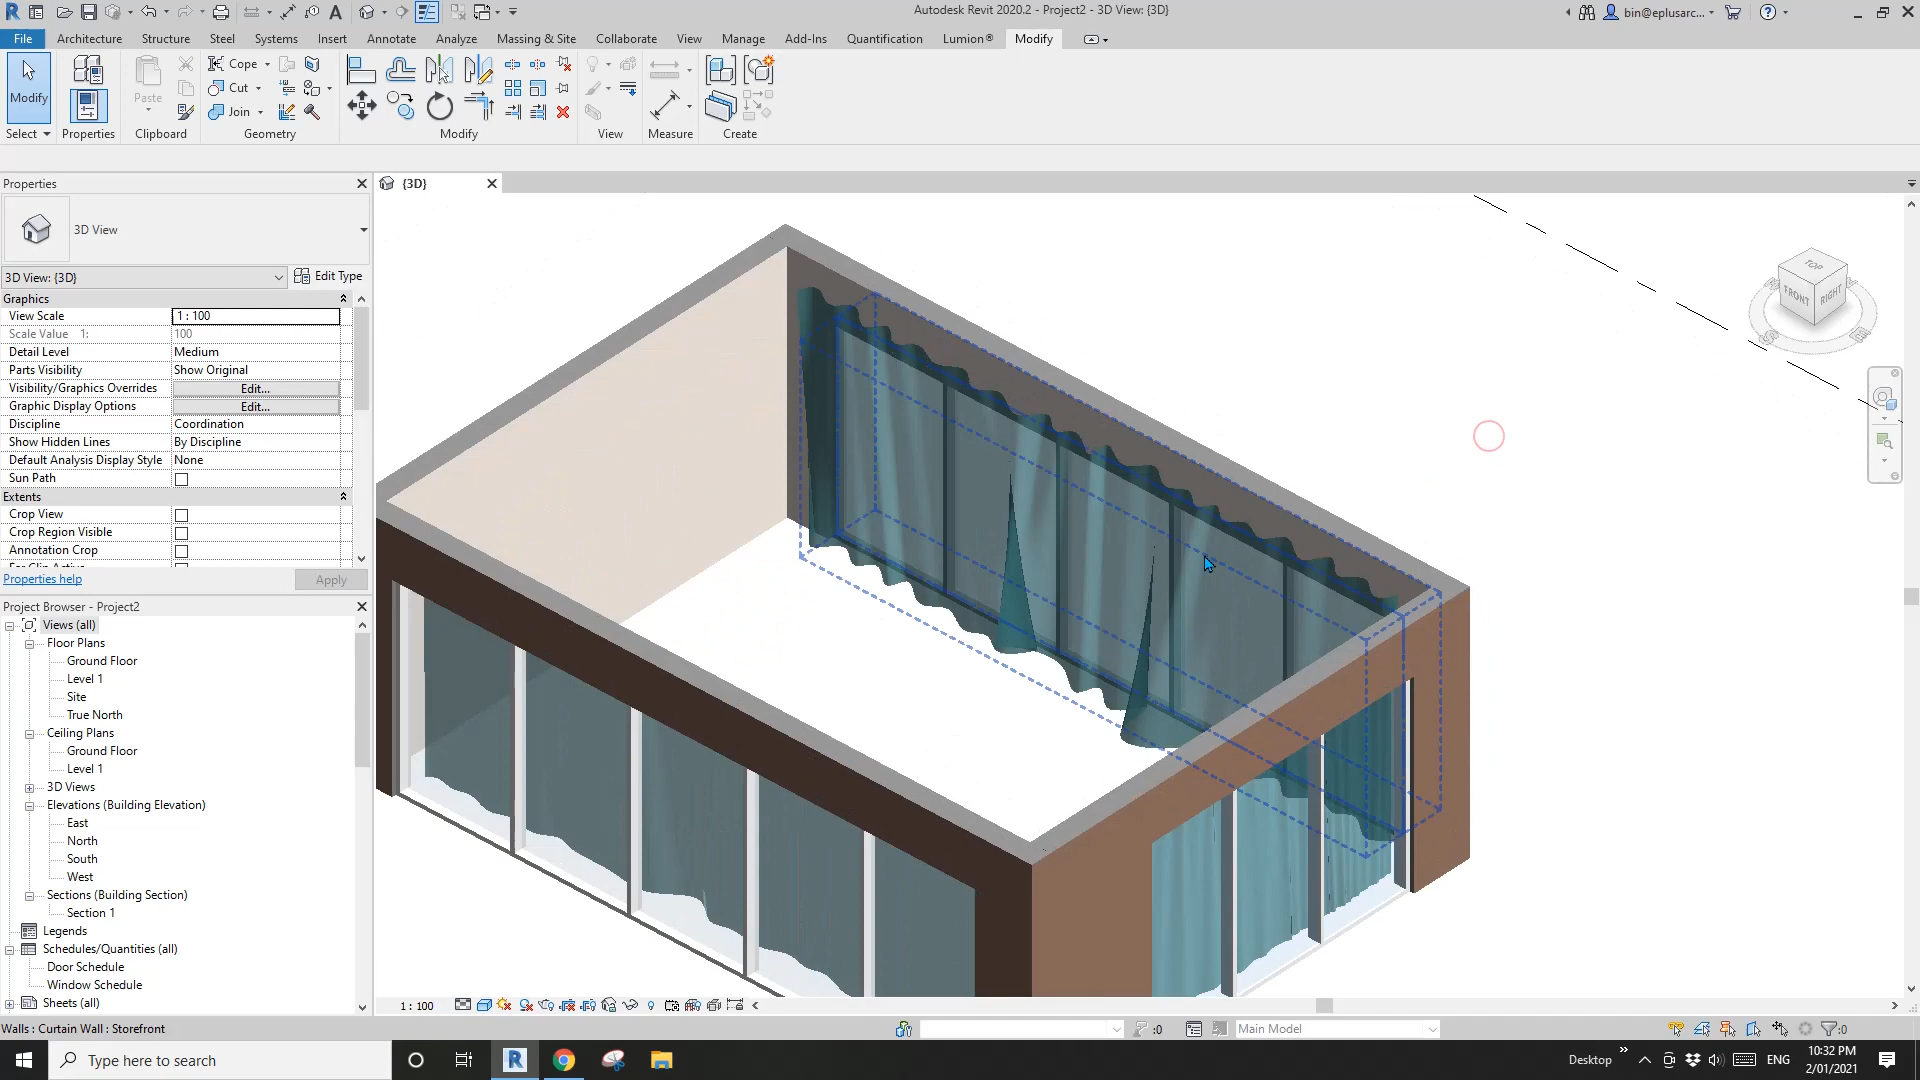 Autodesk Revit 2020.2 - Project2 - 3D View: {3D}
bin@eplusarc...
File Architecture Structure Steel Systems Insert Annotate Analyze Massing & Site Collaborate View Manage Add-Ins Quantification Lumion® Modify
Cope
Modify
Paste
Cut
Join
Select Properties Clipboard Geometry Modify View Measure Create
Properties
{3D}
3D View
3D View: {3D}
Edit Type
Graphics
View Scale 1 : 100
Scale Value 1: 100
Detail Level Medium
Parts Visibility Show Original
Visibility/Graphics Overrides Edit...
Graphic Display Options Edit...
Discipline Coordination
Show Hidden Lines By Discipline
Default Analysis Display Style None
Sun Path
Extents
Crop View
Crop Region Visible
Annotation Crop
Far Clip Active
Properties help
Apply
TOP
FRONT
RIGHT
S
E
Project Browser - Project2
Views (all)
Floor Plans
Ground Floor
Level 1
Site
True North
Ceiling Plans
Ground Floor
Level 1
3D Views
Elevations (Building Elevation)
East
North
South
West
Sections (Building Section)
Section 1
Legends
Schedules/Quantities (all)
Door Schedule
Window Schedule
Sheets (all)
1 : 100
Walls : Curtain Wall : Storefront
:0
Main Model
:0
Type here to search
Desktop
ENG
10:32 PM
2/01/2021